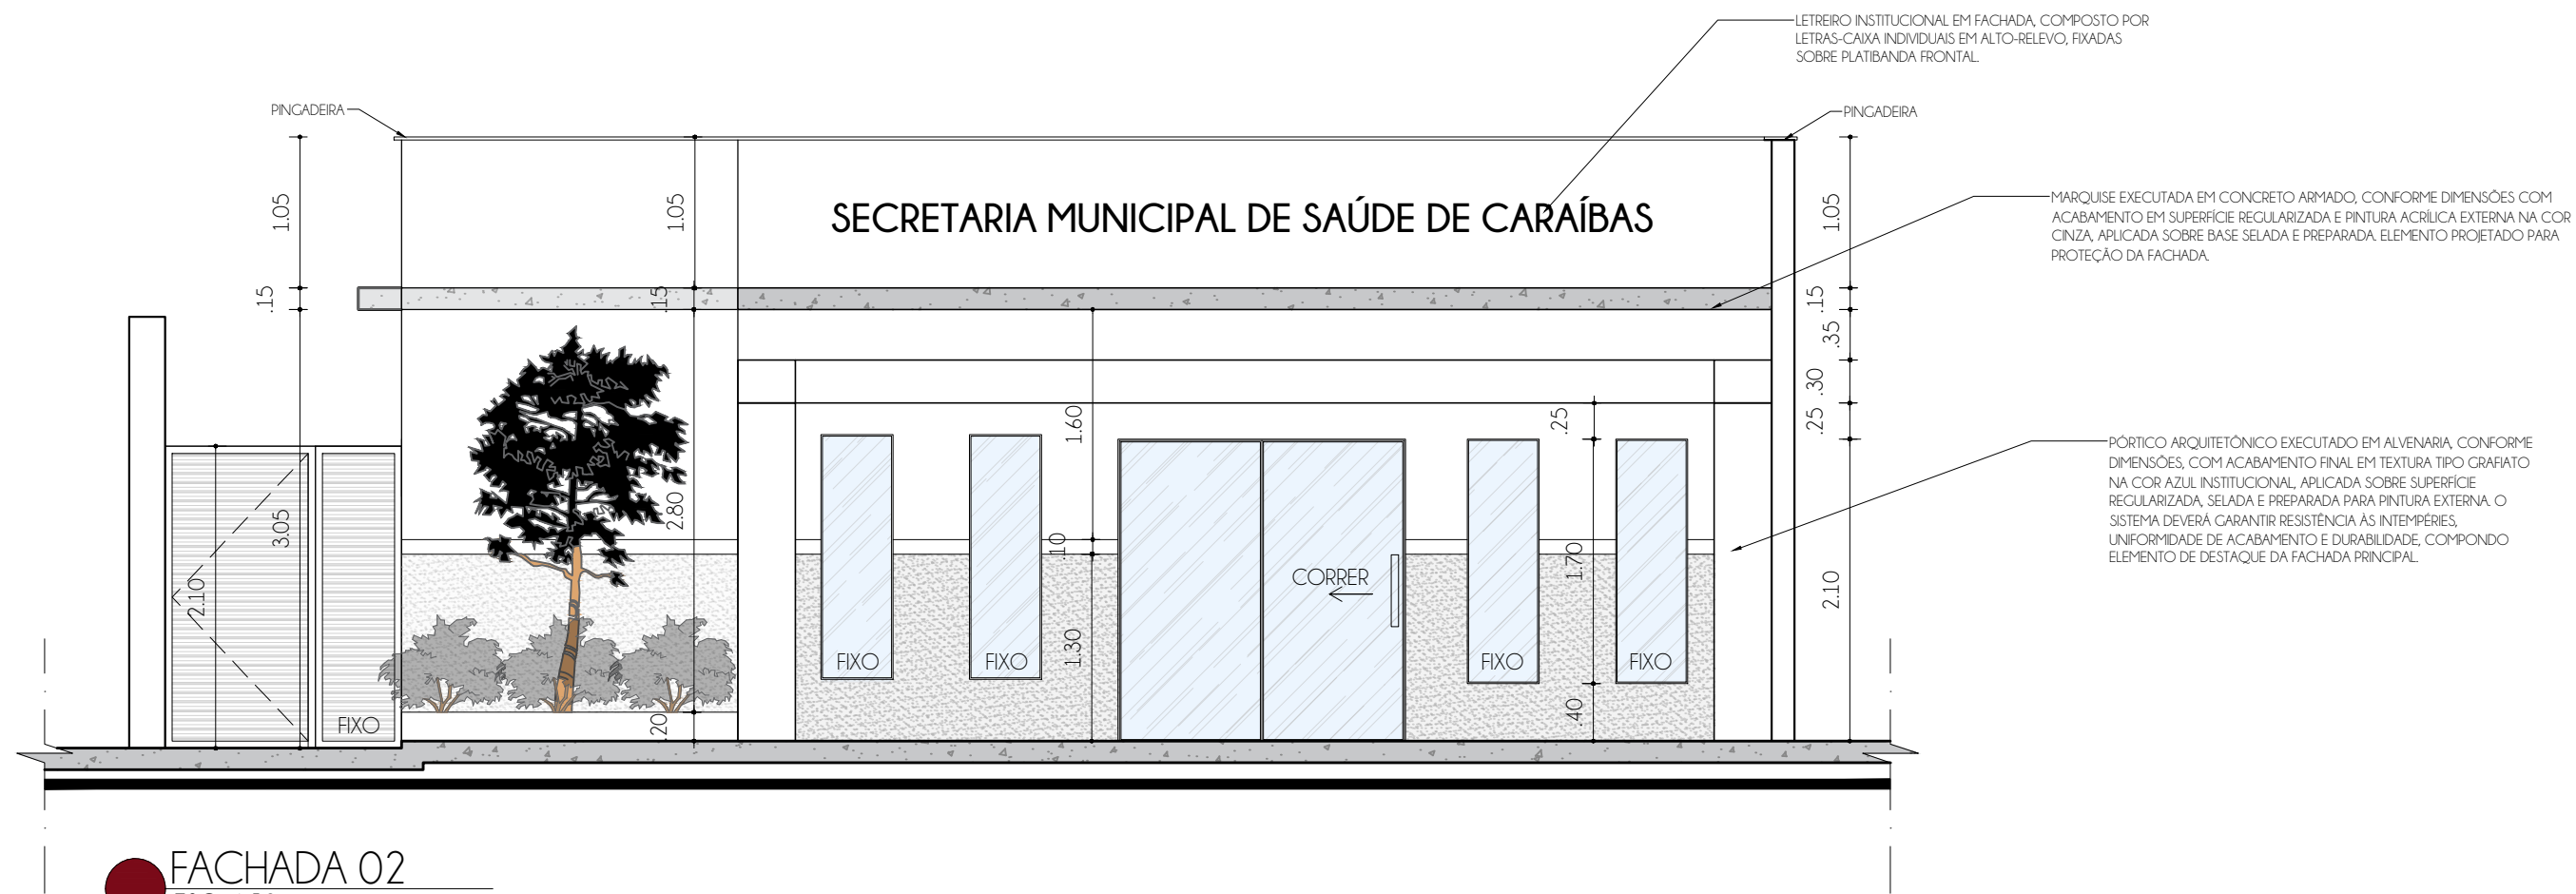 LETREIRO INSTITUCIONAL EM FACHADA, COMPOSTO POR
LETRAS-CAIXA INDIVIDUAIS EM ALTO-RELEVO, FIXADAS
SOBRE PLATIBANDA FRONTAL.
PINGADEIRA
PINGADEIRA
1.05
1.05
1.05
SECRETARIA MUNICIPAL DE SAÚDE DE CARAÍBAS
MARQUISE EXECUTADA EM CONCRETO ARMADO, CONFORME DIMENSÕES COM
ACABAMENTO EM SUPERFÍCIE REGULARIZADA E PINTURA ACRÍLICA EXTERNA NA COR
CINZA, APLICADA SOBRE BASE SELADA E PREPARADA. ELEMENTO PROJETADO PARA
PROTEÇÃO DA FACHADA.
.15
.15
.15
.35
.30
.25
1.60
.25
PÓRTICO ARQUITETÔNICO EXECUTADO EM ALVENARIA, CONFORME
DIMENSÕES, COM ACABAMENTO FINAL EM TEXTURA TIPO GRAFIATO
NA COR AZUL INSTITUCIONAL, APLICADA SOBRE SUPERFÍCIE
REGULARIZADA, SELADA E PREPARADA PARA PINTURA EXTERNA. O
SISTEMA DEVERÁ GARANTIR RESISTÊNCIA ÀS INTEMPÉRIES,
UNIFORMIDADE DE ACABAMENTO E DURABILIDADE, COMPONDO
ELEMENTO DE DESTAQUE DA FACHADA PRINCIPAL.
3.05
2.80
.10
1.70
2.10
2.10
CORRER
1.30
FIXO
FIXO
FIXO
FIXO
FIXO
.20
.40
FACHADA 02